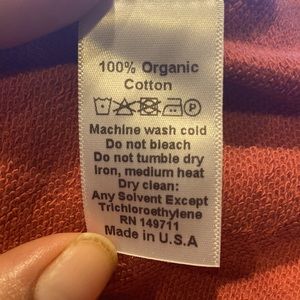 100% Organic
Cotton
Machine wash cold
Do not bleach
Do not tumble dry
Iron, medium heat
Dry clean:
Any Solvent Except
Trichloroethylene
RN 149711
Made in U.S.A